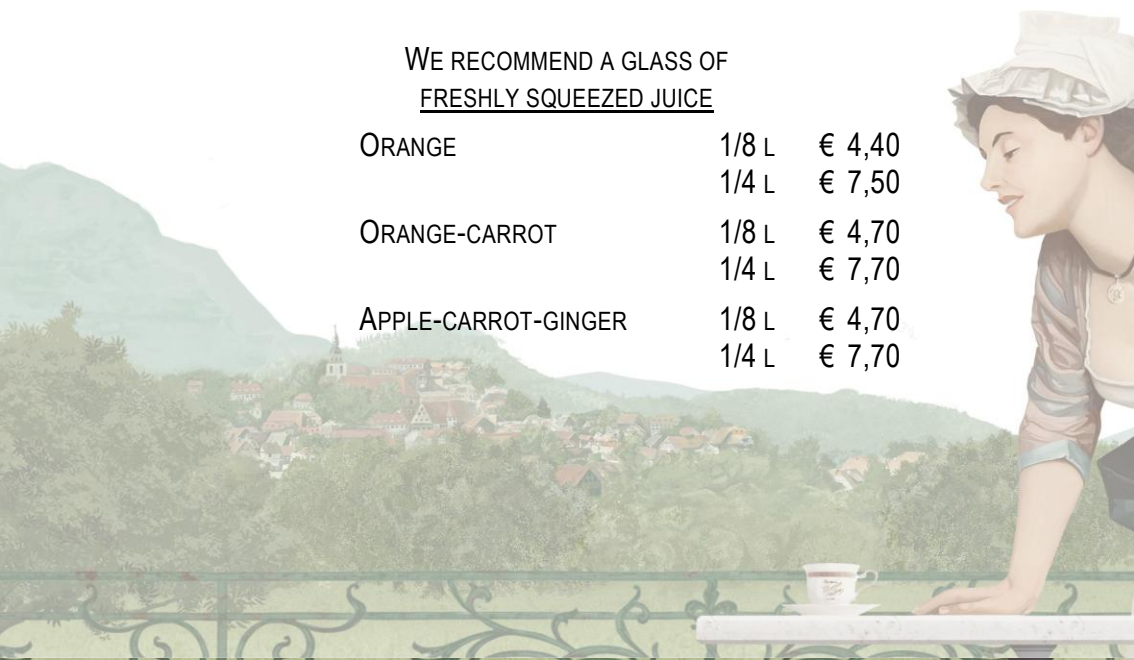 WE RECOMMEND A GLASS OF
FRESHLY SQUEEZED JUICE
ORANGE 1/8 L € 4,40
1/4 L € 7,50
ORANGE-CARROT 1/8 L € 4,70
1/4 L € 7,70
APPLE-CARROT-GINGER 1/8 L € 4,70
1/4 L € 7,70